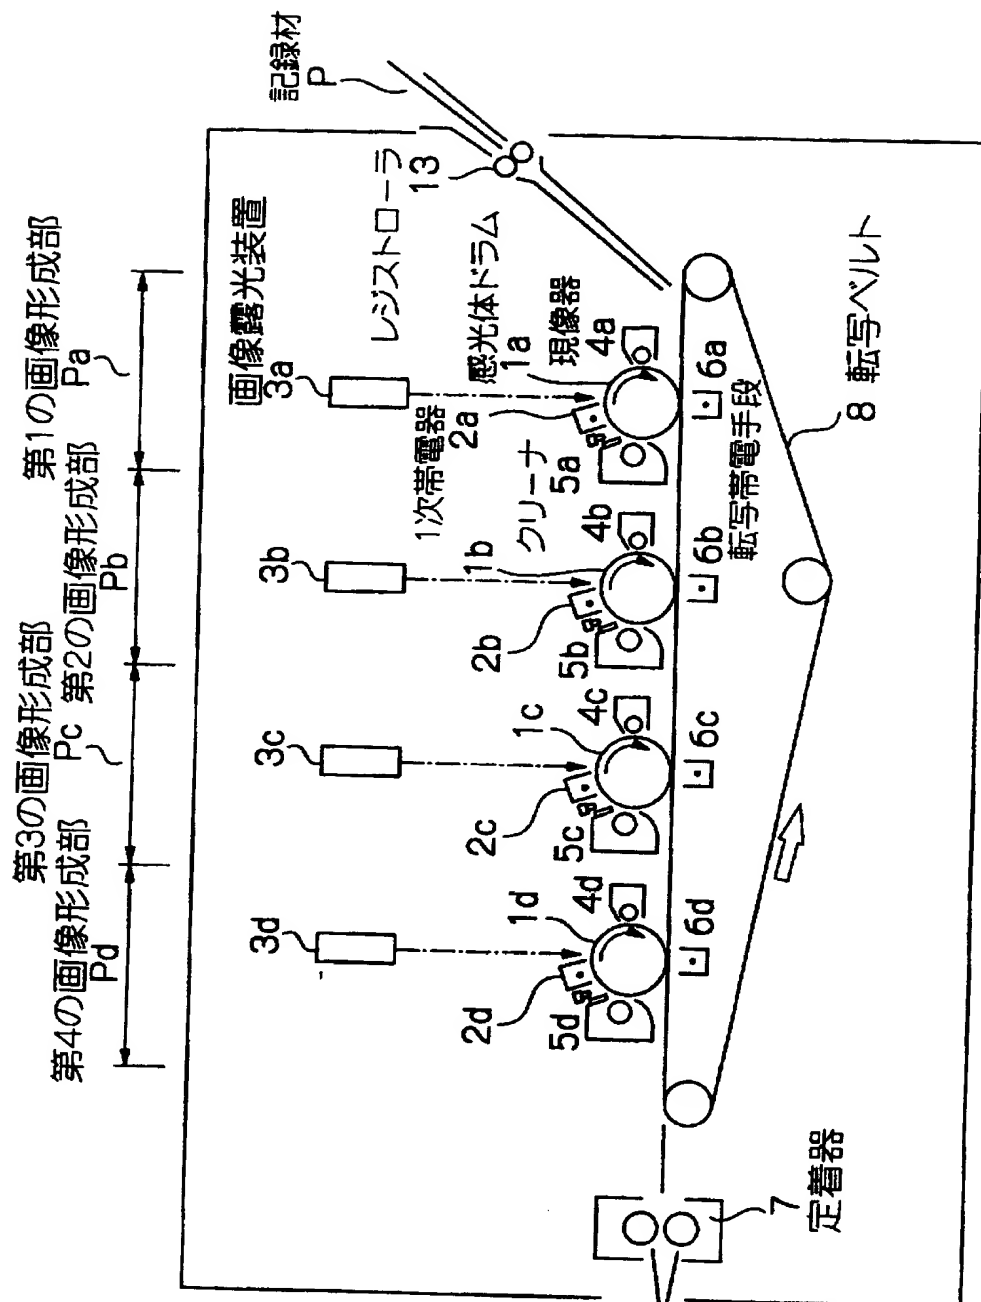 第1の画像形成部
Pa
第2の画像形成部
Pb
第3の画像形成部
Pc
第4の画像形成部
Pd
記録材
P
レジストローラ
13
画像露光装置
3a
3b
3c
3d
1次帯電器
2a
2b
2c
2d
感光体ドラム
1a
1b
1c
1d
現像器
4a
4b
4c
4d
クリーナ
5a
5b
5c
5d
転写帯電手段
6a
6b
6c
6d
8 転写ベルト
7
定着器